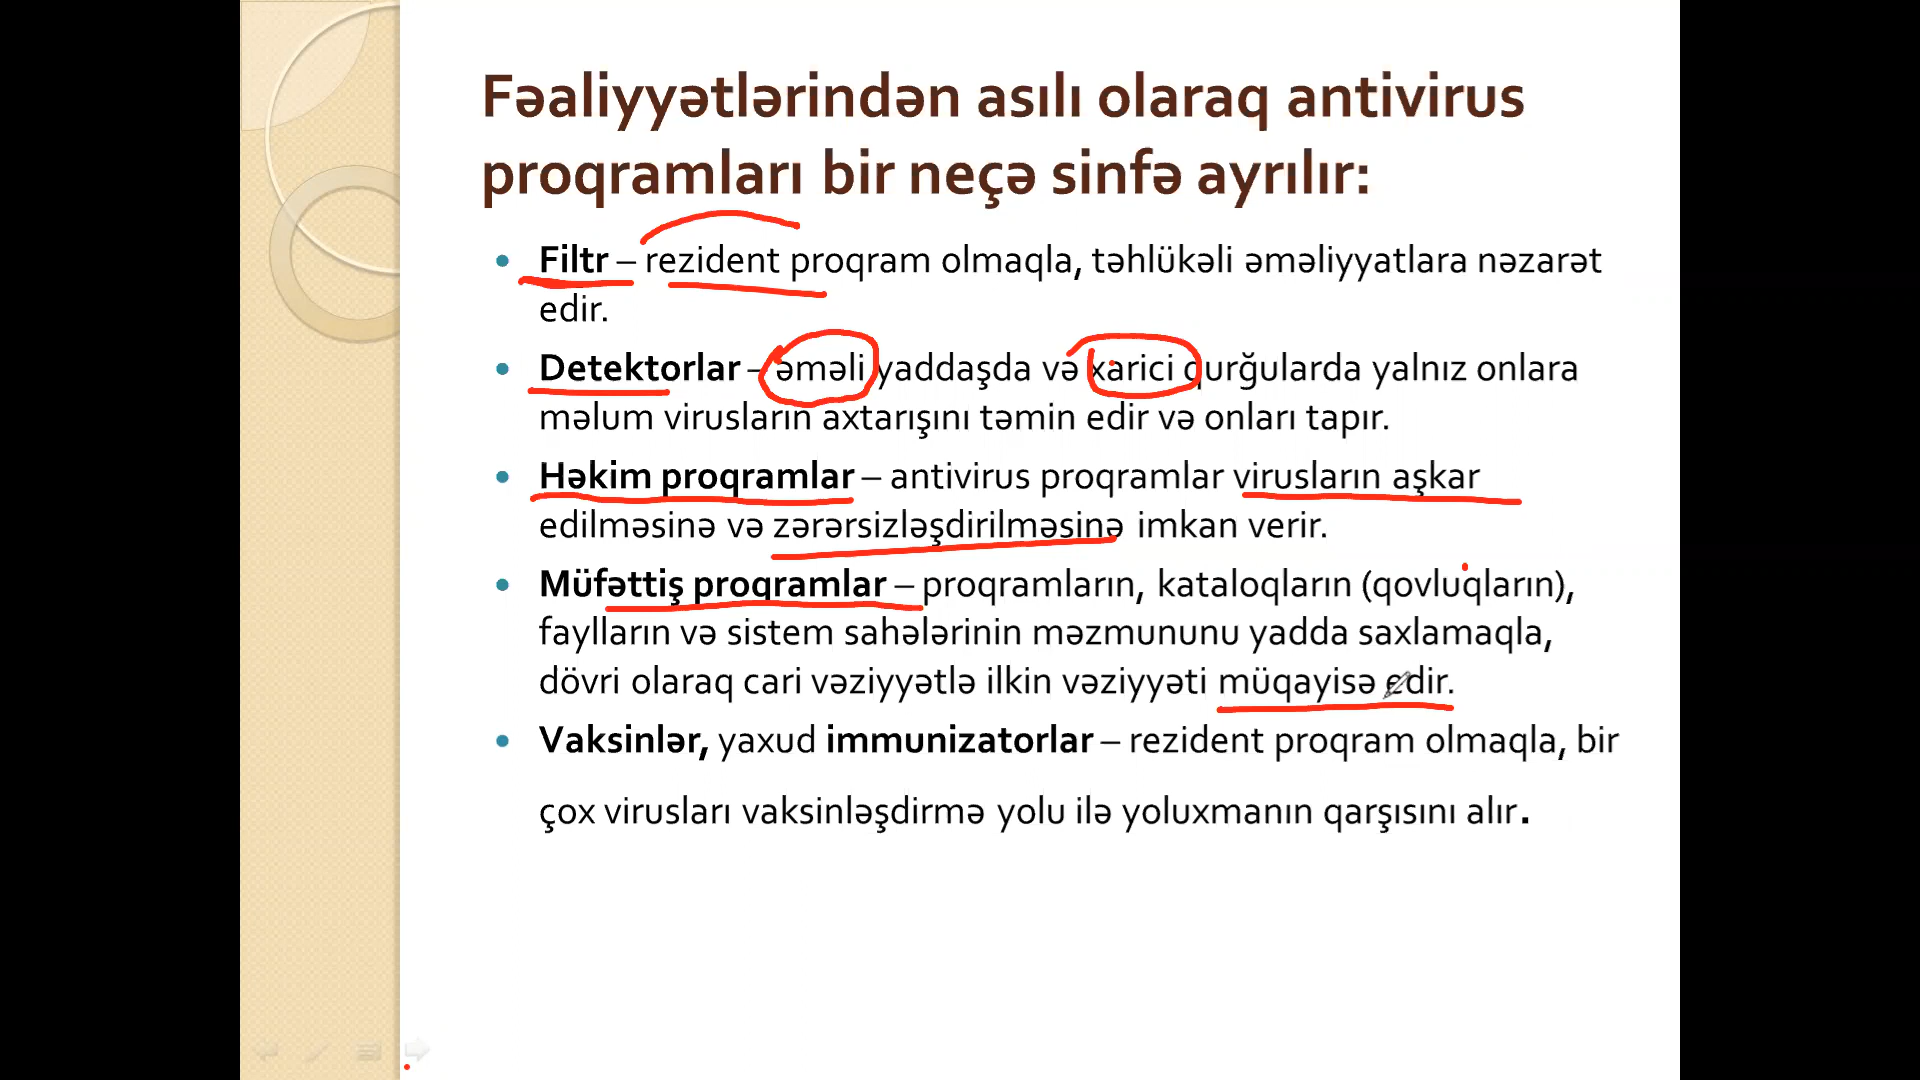 Fəaliyyətlərindən asılı olaraq antivirus
proqramları bir neçə sinfə ayrılır:
• Filtr – rezident proqram olmaqla, təhlükəli əməliyyatlara nəzarət
edir.
• Detektorlar – əməli yaddaşda və xarici qurğularda yalnız onlara
məlum virusların axtarışını təmin edir və onları tapır.
• Həkim proqramlar – antivirus proqramlar virusların aşkar
edilməsinə və zərərsizləşdirilməsinə imkan verir.
• Müfəttiş proqramlar – proqramların, kataloqların (qovluqların),
faylların və sistem sahələrinin məzmununu yadda saxlamaqla,
dövri olaraq cari vəziyyətlə ilkin vəziyyəti müqayisə edir.
• Vaksinlər, yaxud immunizatorlar – rezident proqram olmaqla, bir
çox virusları vaksinləşdirmə yolu ilə yoluxmanın qarşısını alır.